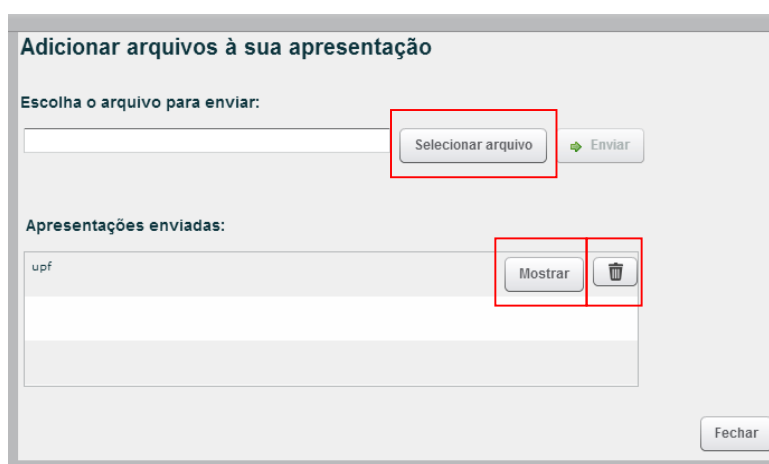 Adicionar arquivos à sua apresentação
Escolha o arquivo para enviar:
Selecionar arquivo
Enviar
Apresentações enviadas:
upf
Mostrar
Fechar